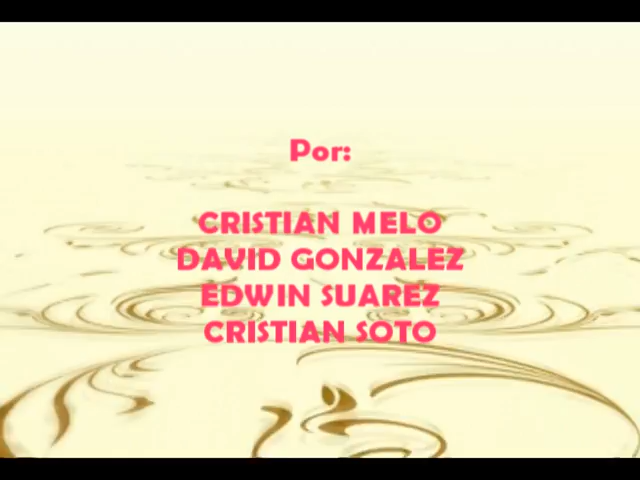 Por:
CRISTIAN MELO
DAVID GONZALEZ
EDWIN SUAREZ
CRISTIAN SOTO